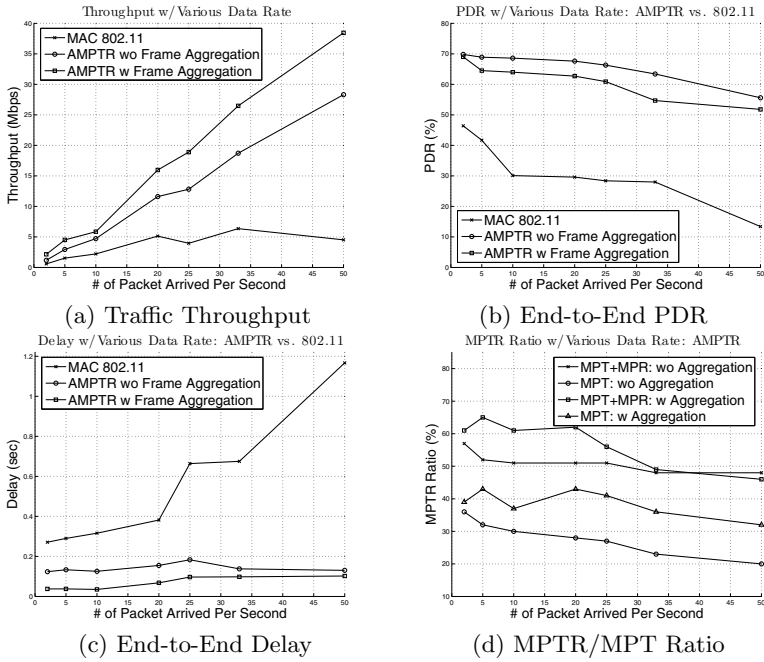 Throughput w/Various Data Rate
MAC 802.11
AMPTR wo Frame Aggregation
AMPTR w Frame Aggregation
Throughput (Mbps)
40
35
30
25
20
15
10
5
0
0 5 10 15 20 25 30 35 40 45 50
# of Packet Arrived Per Second
(a) Traffic Throughput
PDR w/Various Data Rate: AMPTR vs. 802.11
PDR (%)
80
70
60
50
40
30
20
10
0
MAC 802.11
AMPTR wo Frame Aggregation
AMPTR w Frame Aggregation
0 5 10 15 20 25 30 35 40 45 50
# of Packet Arrived Per Second
(b) End-to-End PDR
Delay w/Various Data Rate: AMPTR vs. 802.11
MAC 802.11
AMPTR wo Frame Aggregation
AMPTR w Frame Aggregation
Delay (sec)
1.2
1
0.8
0.6
0.4
0.2
0
0 5 10 15 20 25 30 35 40 45 50
# of Packet Arrived Per Second
(c) End-to-End Delay
MPTR Ratio w/Various Data Rate: AMPTR
MPT+MPR: wo Aggregation
MPT: wo Aggregation
MPT+MPR: w Aggregation
MPT: w Aggregation
MPTR Ratio (%)
80
70
60
50
40
30
20
10
0 5 10 15 20 25 30 35 40 45 50
# of Packet Arrived Per Second
(d) MPTR/MPT Ratio